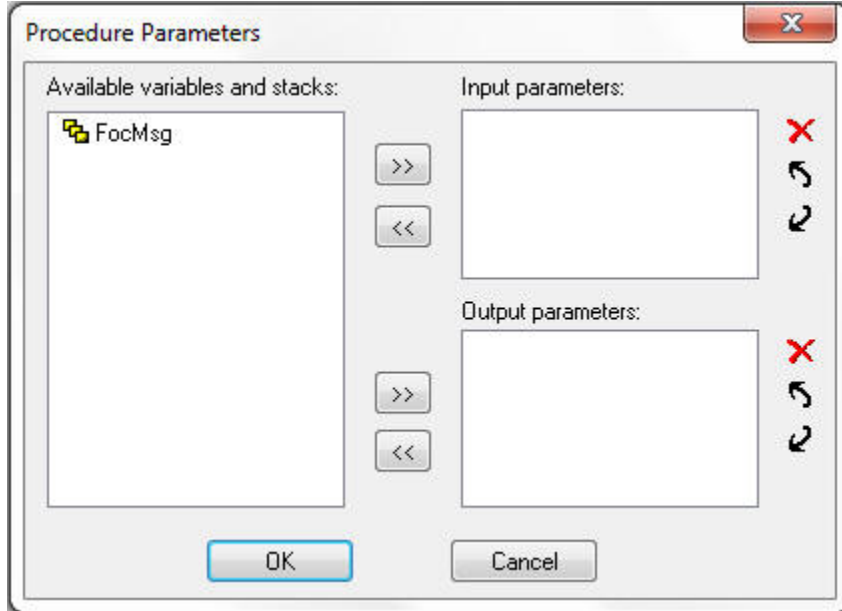 Procedure Parameters
Available variables and stacks:
Input parameters:
FocMsg
>>
<<
Output parameters:
>>
<<
OK
Cancel